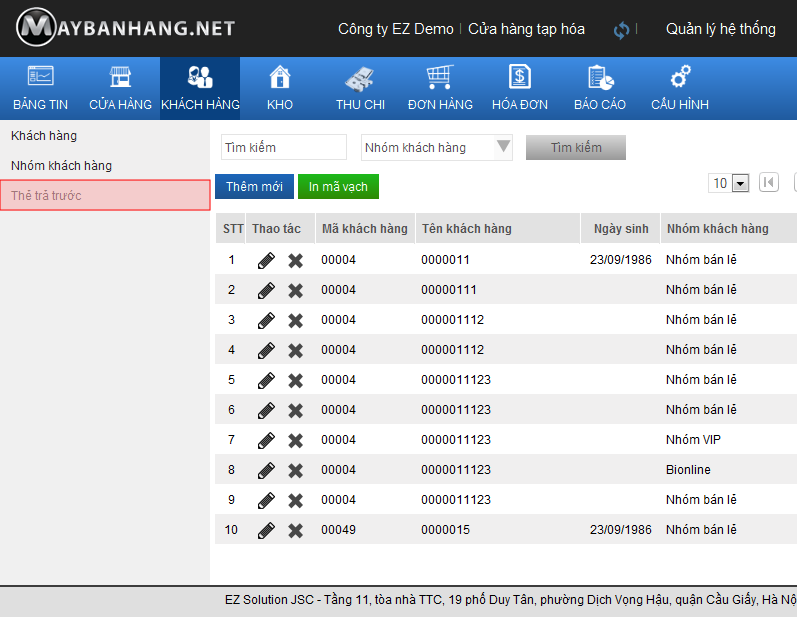 MAYBANHANG.NET
Công ty EZ Demo | Cửa hàng tạp hóa | Quản lý hệ thống
BẢNG TIN CỬA HÀNG KHÁCH HÀNG KHO THU CHI ĐƠN HÀNG HÓA ĐƠN BÁO CÁO CẤU HÌNH
Khách hàng
Nhóm khách hàng
Thẻ trả trước
Tìm kiếm Nhóm khách hàng Tìm kiếm
Thêm mới In mã vạch 10
STT Thao tác Mã khách hàng Tên khách hàng Ngày sinh Nhóm khách hàng
1 00004 0000011 23/09/1986 Nhóm bán lẻ
2 00004 00000111 Nhóm bán lẻ
3 00004 000001112 Nhóm bán lẻ
4 00004 000001112 Nhóm bán lẻ
5 00004 0000011123 Nhóm bán lẻ
6 00004 0000011123 Nhóm bán lẻ
7 00004 0000011123 Nhóm VIP
8 00004 0000011123 Bionline
9 00004 0000011123 Nhóm bán lẻ
10 00049 0000015 23/09/1986 Nhóm bán lẻ
EZ Solution JSC - Tầng 11, tòa nhà TTC, 19 phố Duy Tân, phường Dịch Vọng Hậu, quận Cầu Giấy, Hà Nộ